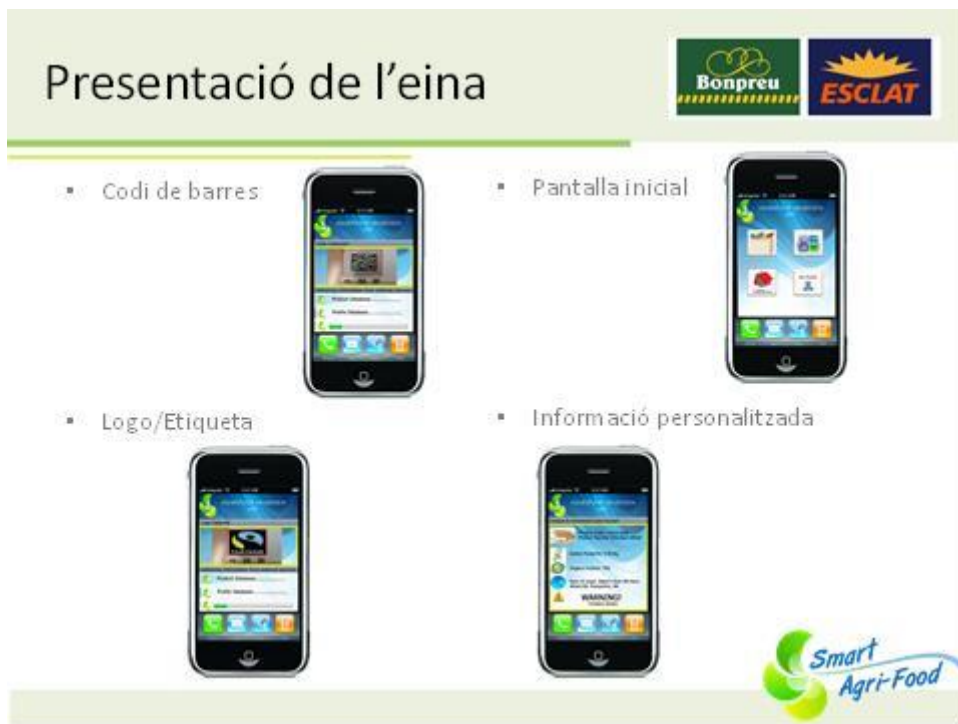 Presentació de l'eina
Bonpreu
ESCLAT
Codi de barres
Pantalla inicial
Logo/Etiqueta
Informació personalitzada
WARNING!
Smart
Agri-Food